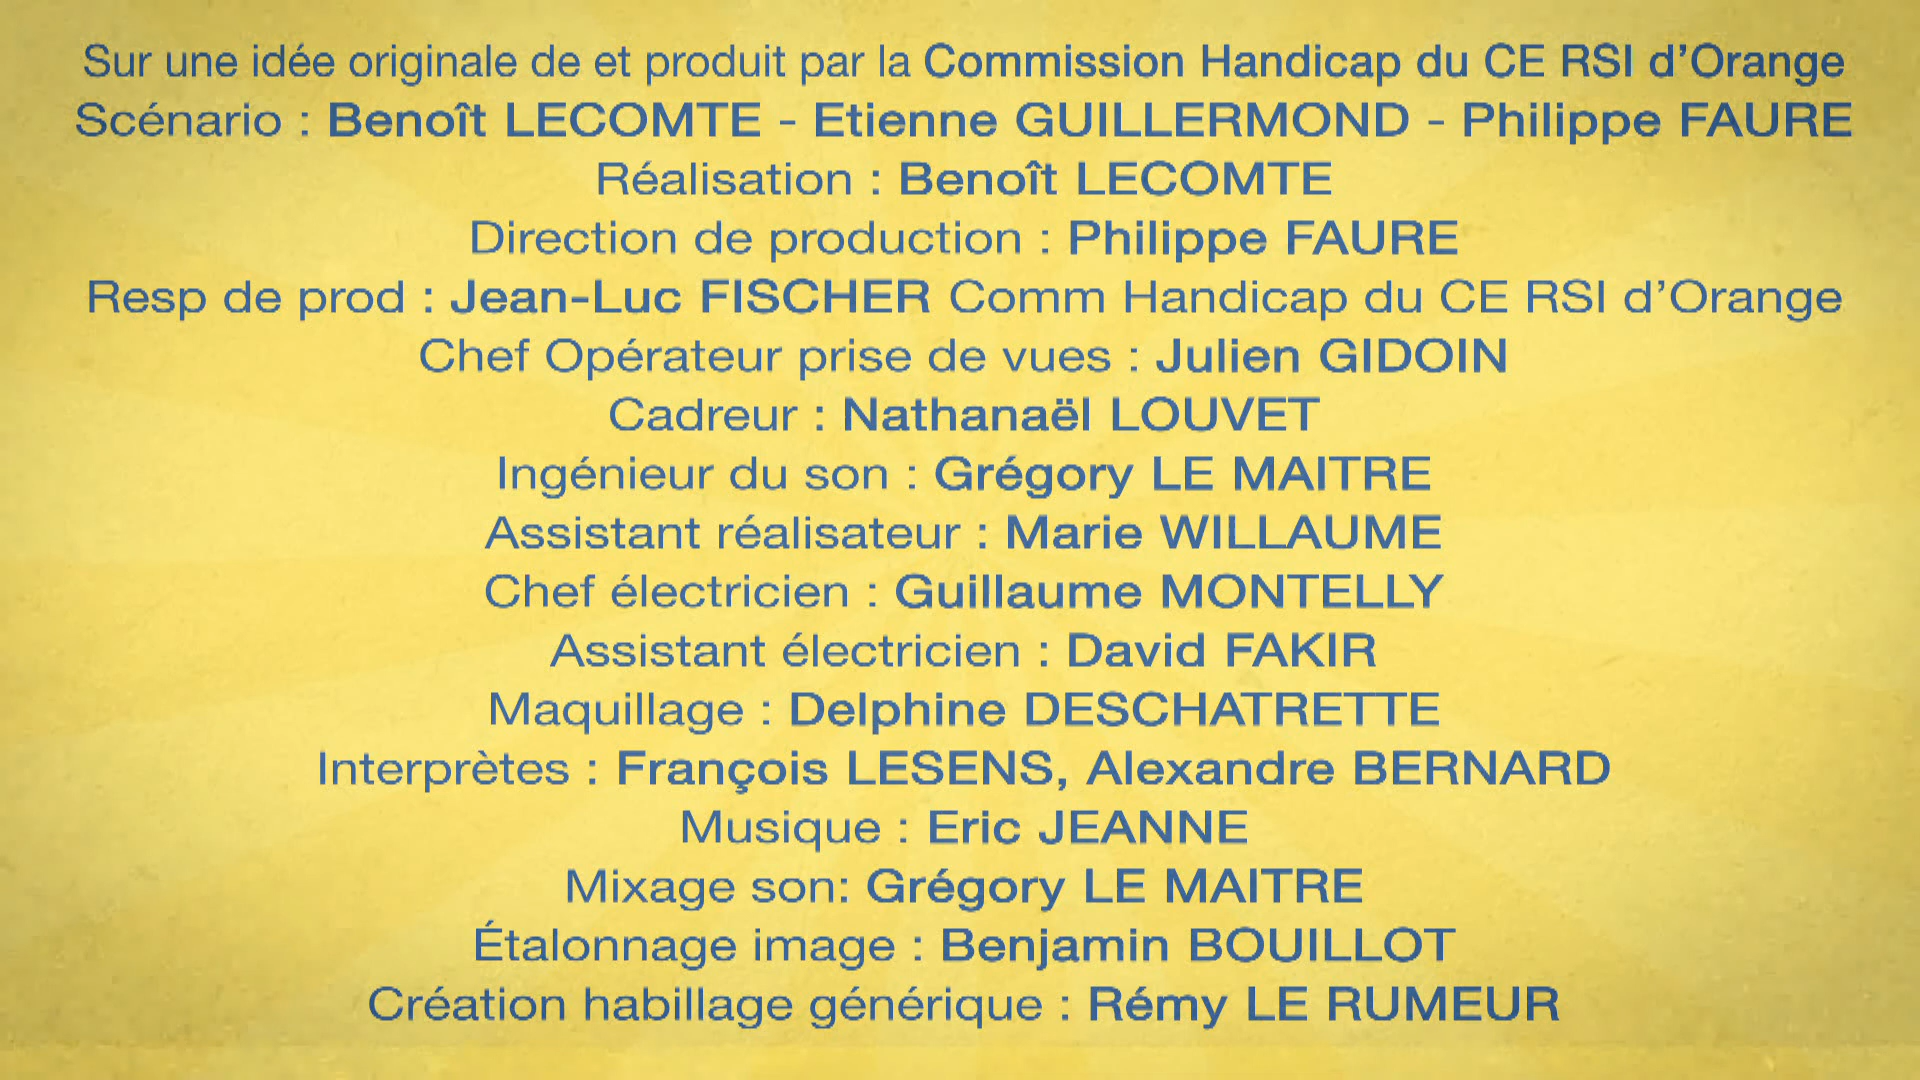 Sur une idée originale de et produit par la Commission Handicap du CE RSI d’Orange
Scénario : Benoît LECOMTE - Etienne GUILLERMOND - Philippe FAURE
Réalisation : Benoît LECOMTE
Direction de production : Philippe FAURE
Resp de prod : Jean-Luc FISCHER Comm Handicap du CE RSI d’Orange
Chef Opérateur prise de vues : Julien GIDOIN
Cadreur : Nathanaël LOUVET
Ingénieur du son : Grégory LE MAITRE
Assistant réalisateur : Marie WILLAUME
Chef électricien : Guillaume MONTELLY
Assistant électricien : David FAKIR
Maquillage : Delphine DESCHATRETTE
Interprètes : François LESENS, Alexandre BERNARD
Musique : Eric JEANNE
Mixage son: Grégory LE MAITRE
Étalonnage image : Benjamin BOUILLOT
Création habillage générique : Rémy LE RUMEUR